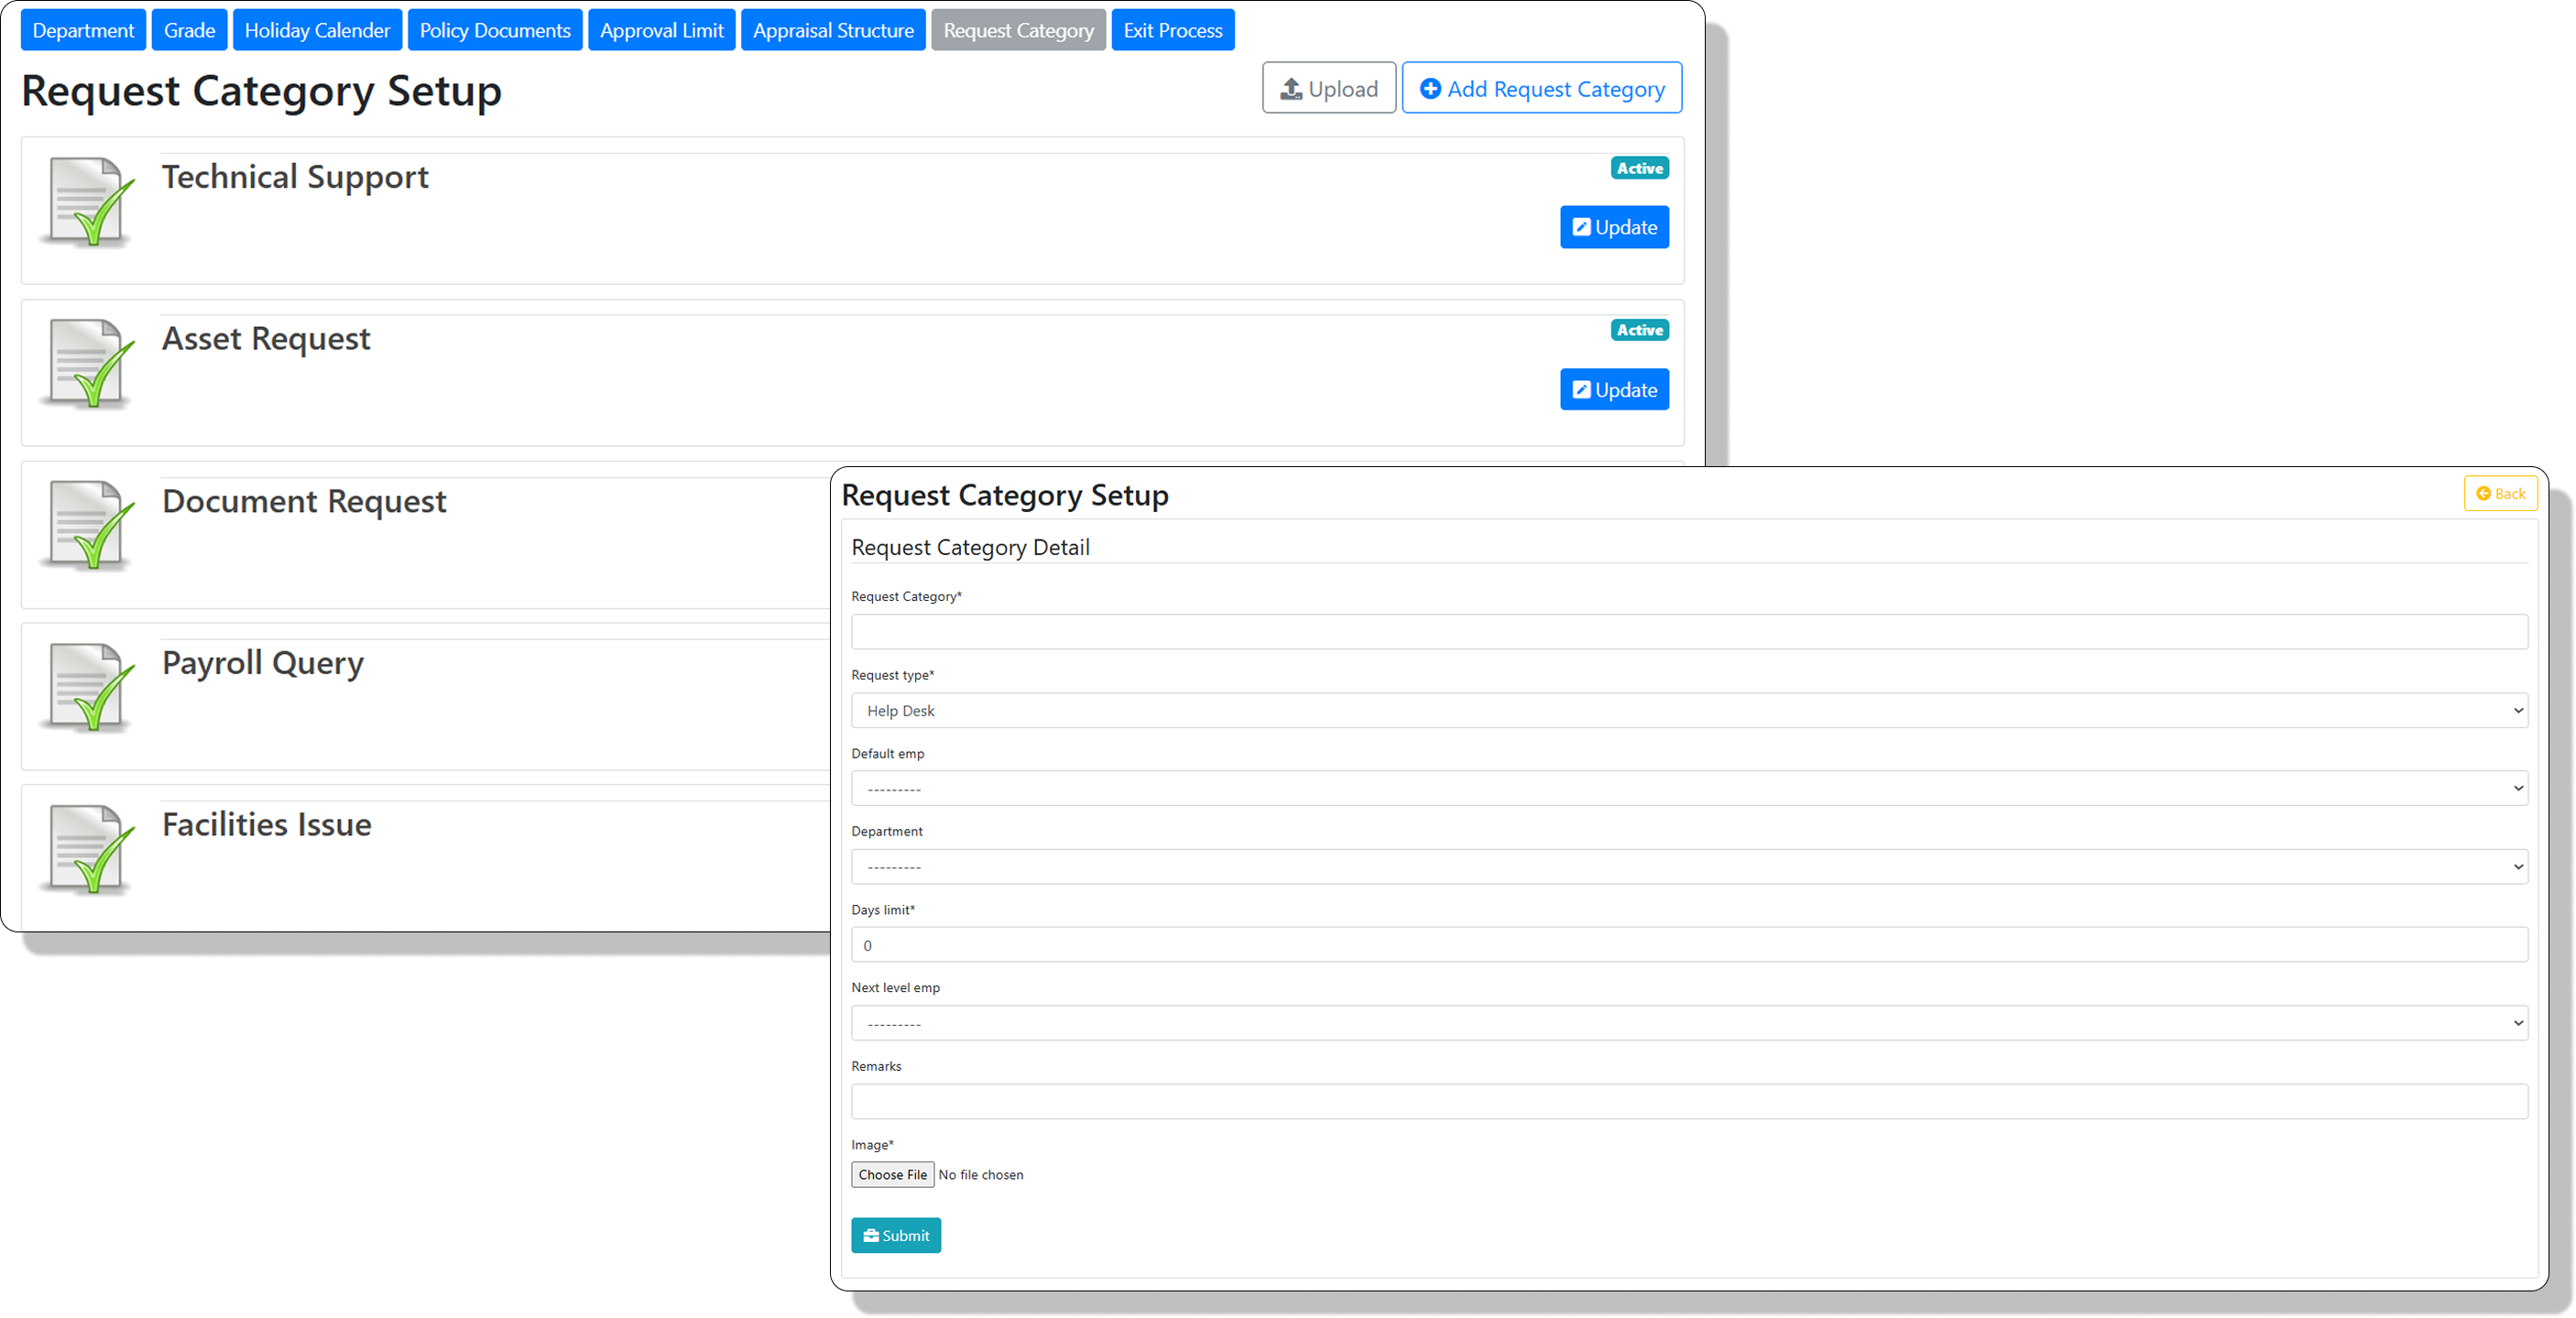 Department Grade Holiday Calender Policy Documents Approval Limit Appraisal Structure Request Category Exit Process
Request Category Setup
Upload Add Request Category
Technical Support
Active
Update
Asset Request
Active
Update
Document Request
Payroll Query
Facilities Issue
Request Category Setup
Back
Request Category Detail
Request Category*
Request type*
Help Desk
Default emp
---------
Department
---------
Days limit*
0
Next level emp
---------
Remarks
Image*
Choose File No file chosen
Submit